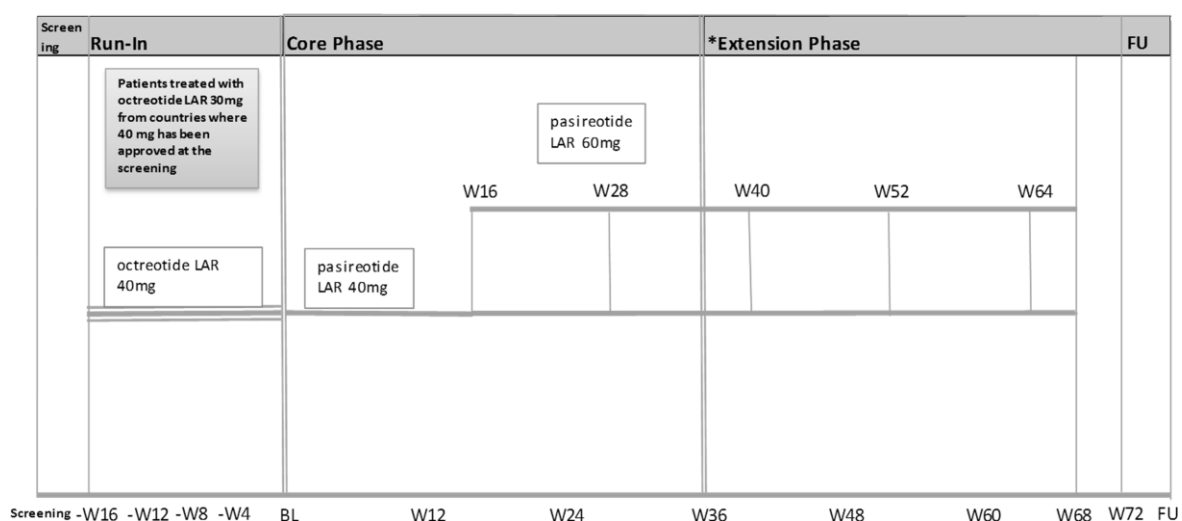 Screen
ing
Run-In
Core Phase
*Extension Phase
FU
Patients treated with
octreotide LAR 30mg
from countries where
40 mg has been
approved at the
screening
pasireotide
LAR 60mg
W16 W28 W40 W52 W64
octreotide LAR
40mg
pasireotide
LAR 40mg
Screening -W16 -W12 -W8 -W4 BL W12 W24 W36 W48 W60 W68 W72 FU